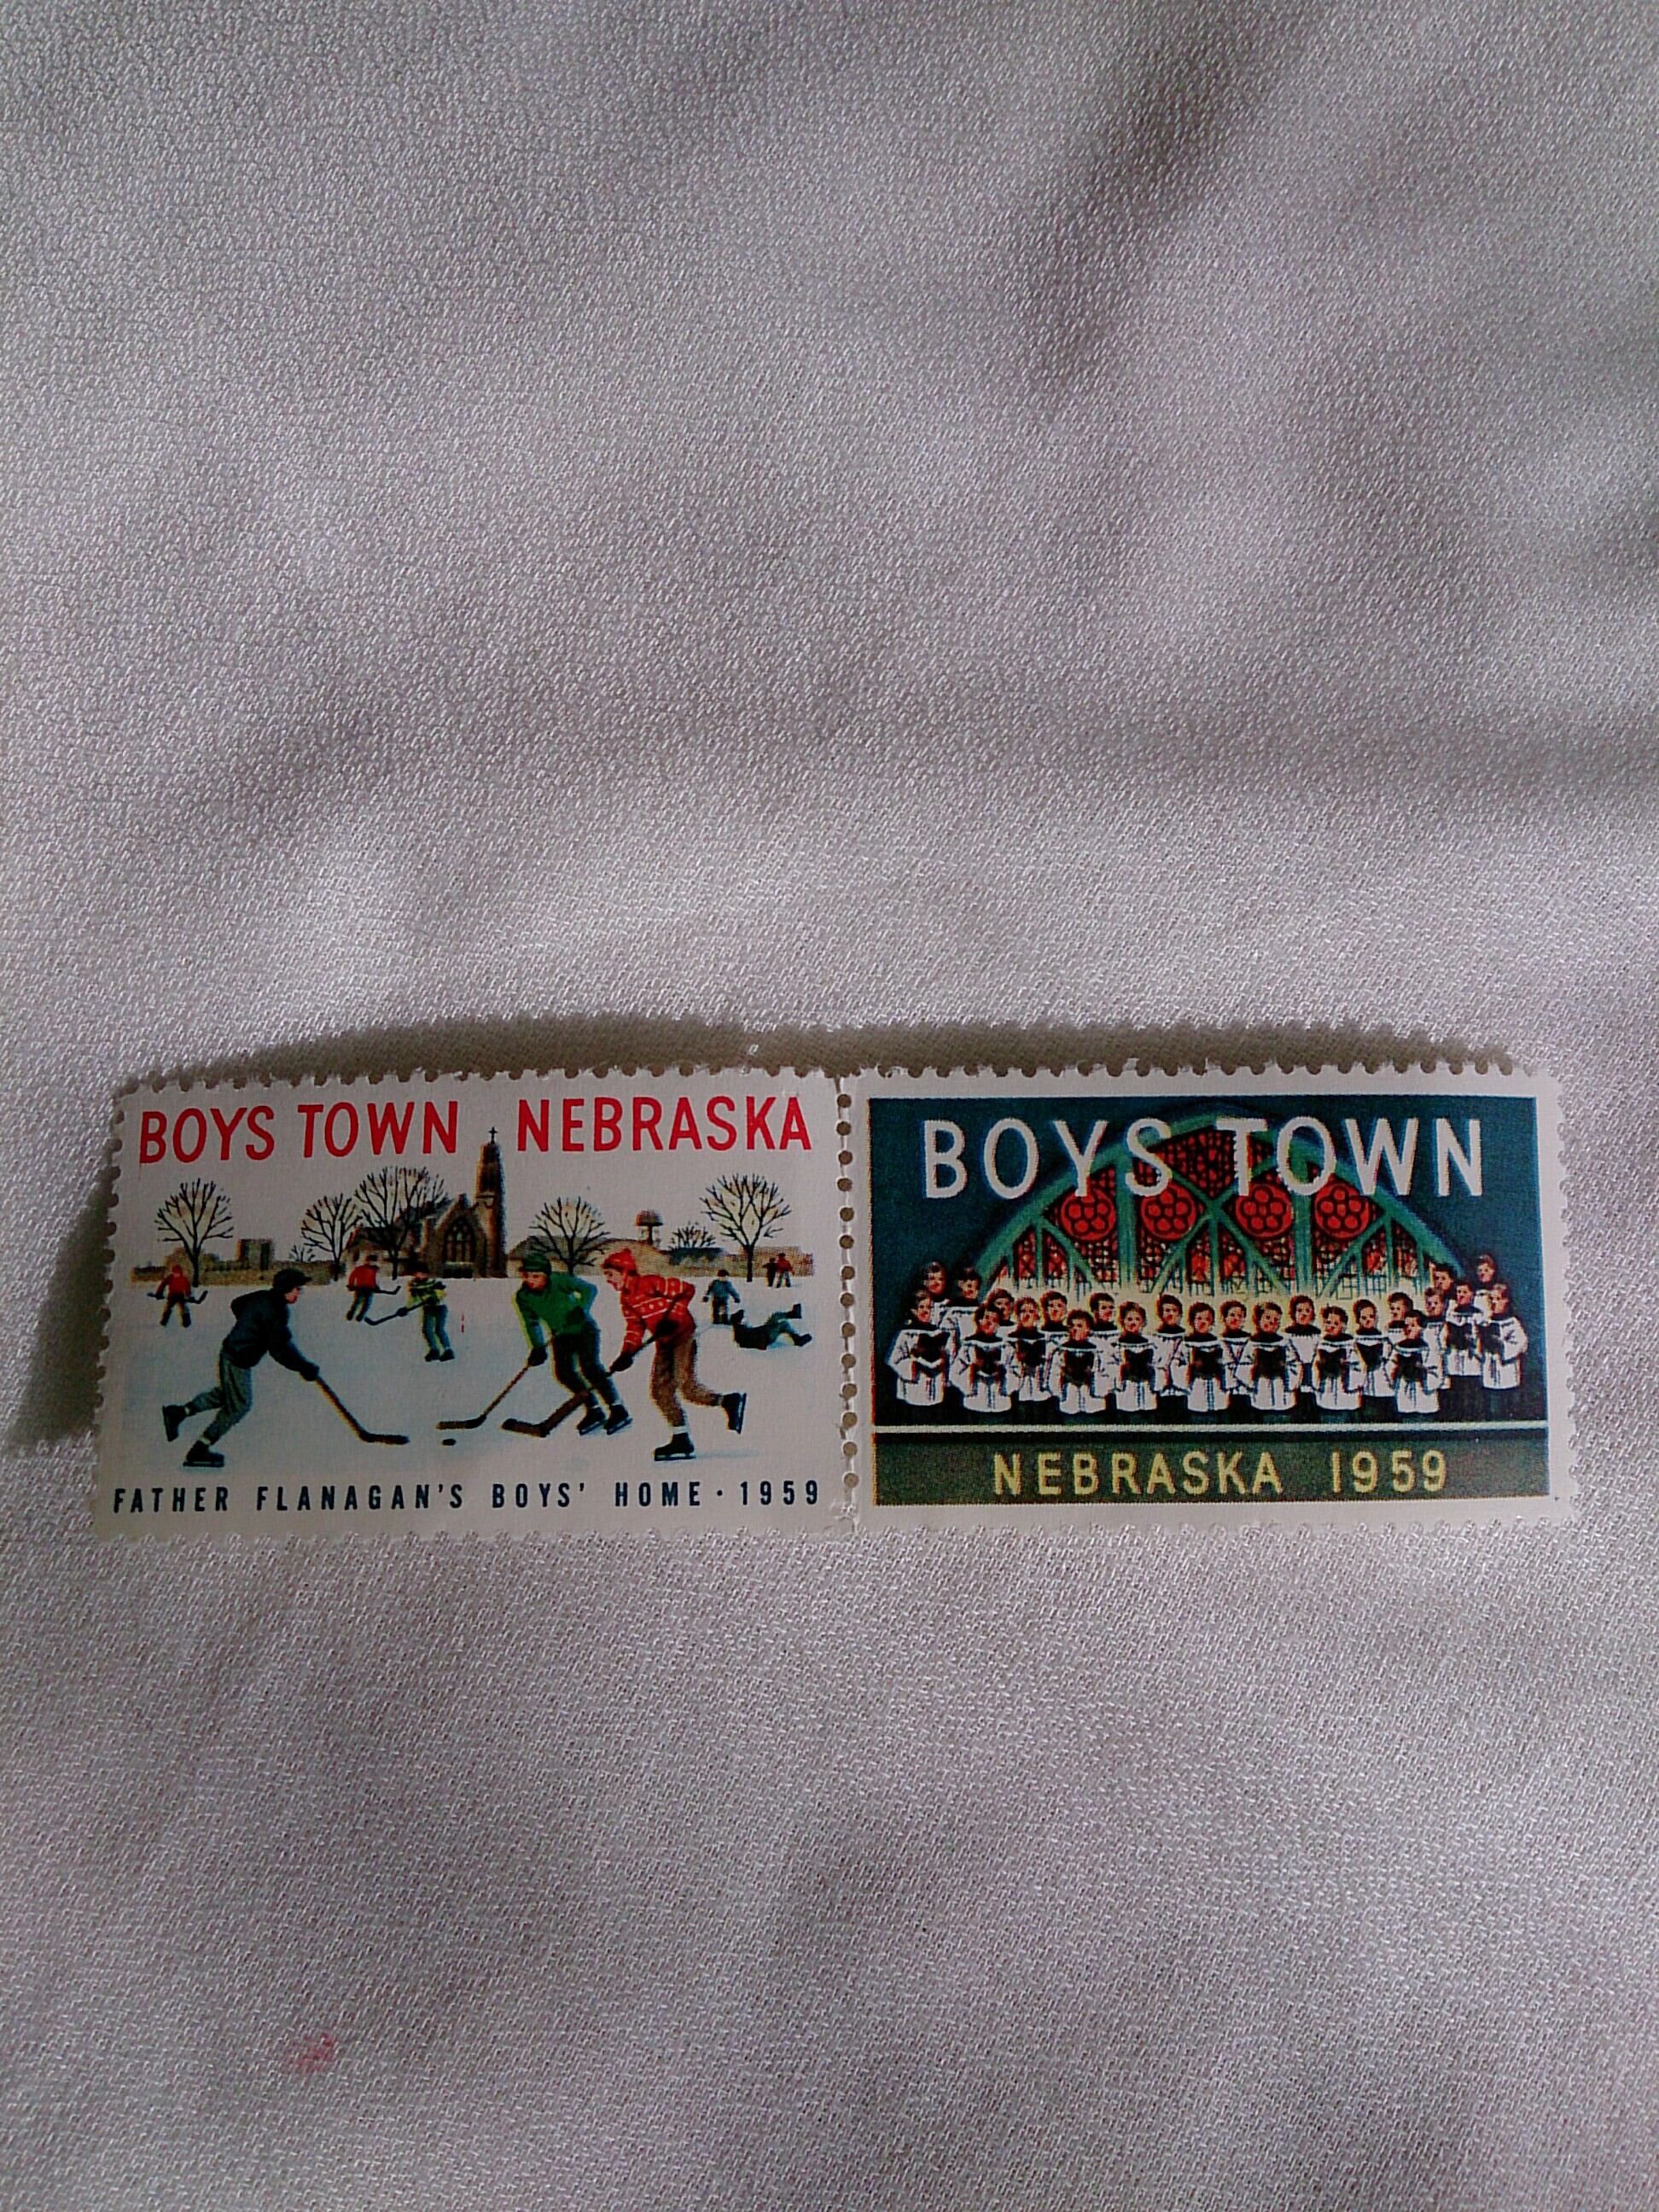 BOYS TOWN NEBRASKA
FATHER FLANAGAN'S BOYS' HOME · 1959
BOYS TOWN
NEBRASKA 1959